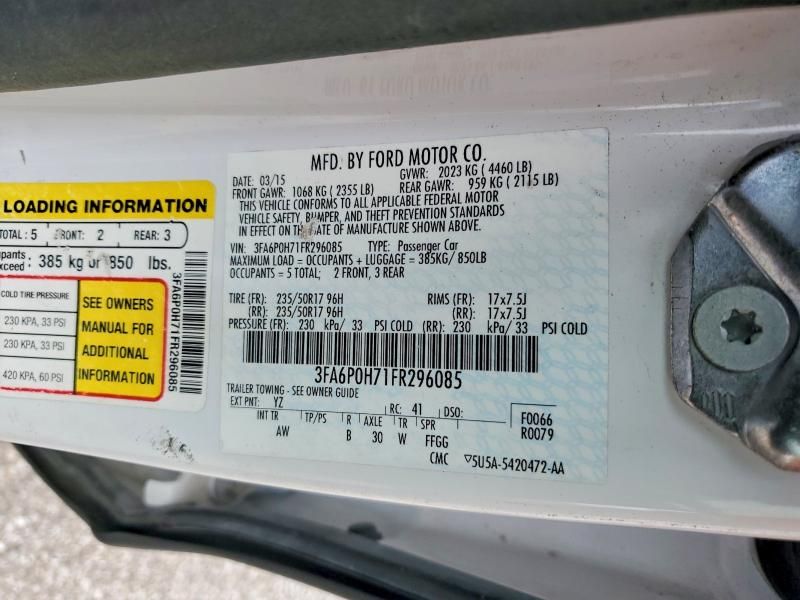 MFD. BY FORD MOTOR CO.
DATE: 03/15 GVWR: 2023 KG ( 4460 LB)
FRONT GAWR: 1068 KG ( 2355 LB) REAR GAWR: 959 KG ( 2115 LB)
THIS VEHICLE CONFORMS TO ALL APPLICABLE FEDERAL MOTOR
VEHICLE SAFETY, BUMPER, AND THEFT PREVENTION STANDARDS
IN EFFECT ON THE DATE OF MANUFACTURE SHOWN ABOVE.
VIN: 3FA6P0H71FR296085 TYPE: Passenger Car
MAXIMUM LOAD = OCCUPANTS + LUGGAGE = 385KG/ 850LB
OCCUPANTS = 5 TOTAL; 2 FRONT, 3 REAR
TIRE (FR): 235/50R17 96H RIMS (FR): 17x7.5J
(RR): 235/50R17 96H (RR): 17x7.5J
PRESSURE (FR): 230 kPa/ 33 PSI COLD (RR): 230 kPa/ 33 PSI COLD
3FA6P0H71FR296085
TRAILER TOWING - SEE OWNER GUIDE
EXT PNT: YZ RC: 41 DSO: F0066
R0079
INT TR TP/PS R AXLE TR SPR
AW B 30 W FFGG
CMC ▽5U5A-5420472-AA
LOADING INFORMATION
TOTAL : 5 FRONT: 2 REAR: 3
385 kg or 850 lbs.
COLD TIRE PRESSURE
230 KPA, 33 PSI
230 KPA, 33 PSI
420 KPA, 60 PSI
SEE OWNERS
MANUAL FOR
ADDITIONAL
INFORMATION
3FA6P0H71FR296085